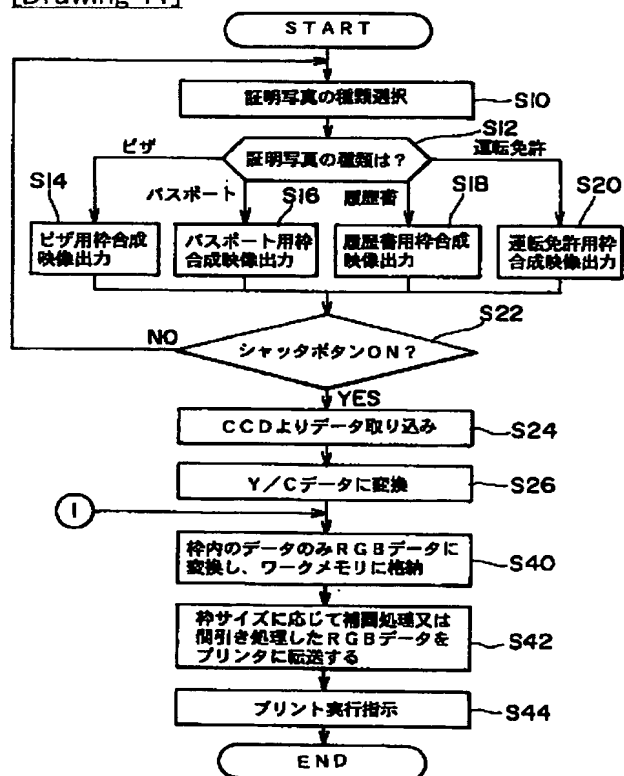 [Drawing 11]
START
証明写真の種類選択
S10
S12
証明写真の種類は？
ビザ
パスポート
履歴書
運転免許
S14
S16
S18
S20
ビザ用枠合成
映像出力
パスポート用枠
合成映像出力
履歴書用枠合成
映像出力
運転免許用枠
合成映像出力
S22
シャッタボタンON？
NO
YES
CCDよりデータ取り込み
S24
Y／Cデータに変換
S26
1
枠内のデータのみRGBデータに
変換し、ワークメモリに格納
S40
枠サイズに応じて補間処理又は
間引き処理したRGBデータを
プリンタに転送する
S42
プリント実行指示
S44
END